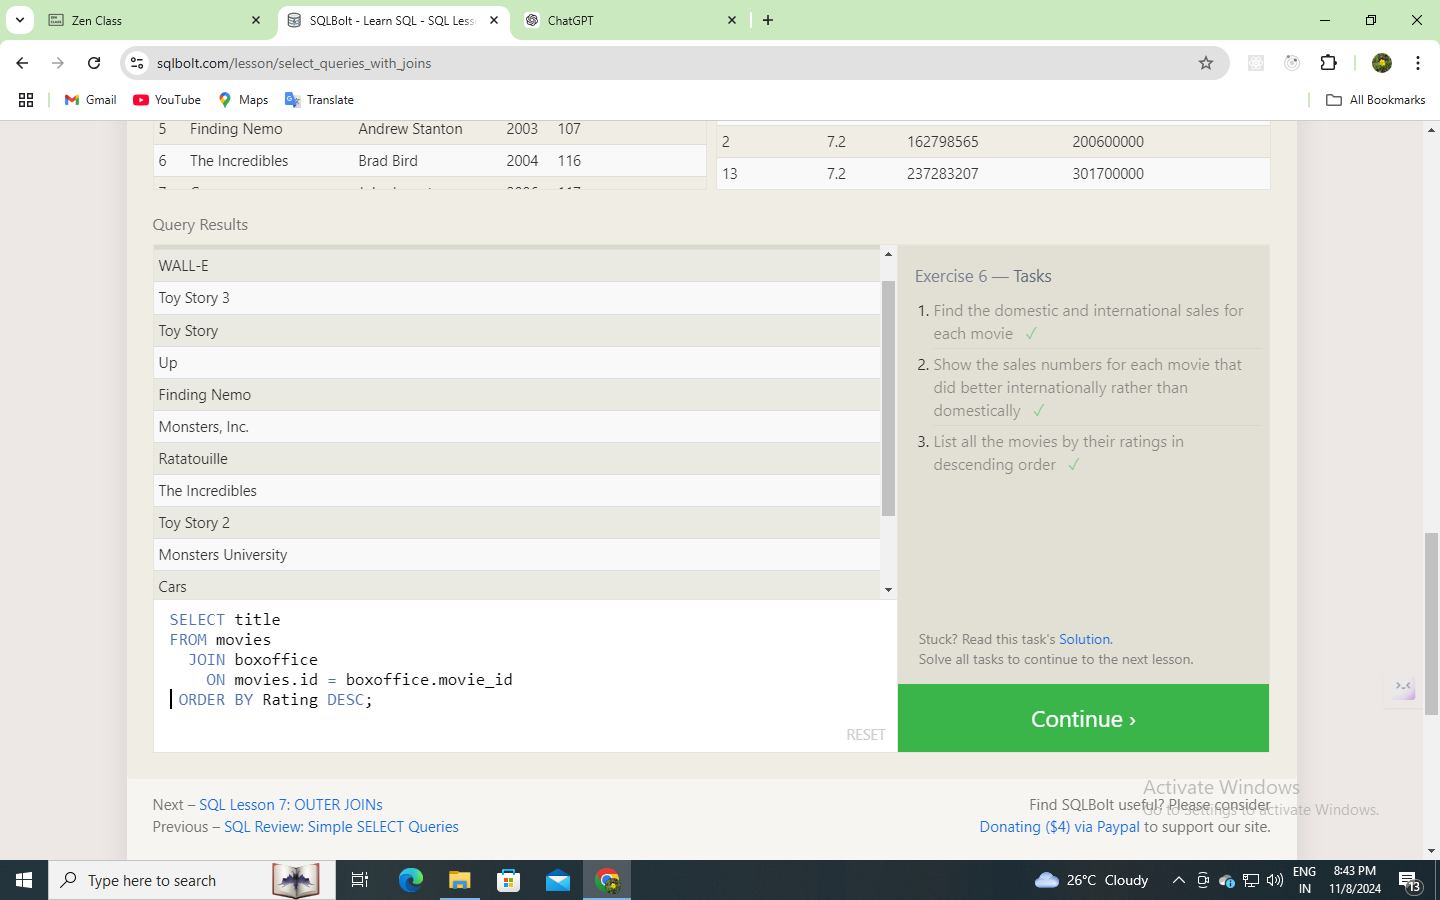 Zen Class
SQLBolt - Learn SQL - SQL Less
ChatGPT
sqlbolt.com/lesson/select_queries_with_joins
Gmail
YouTube
Maps
Translate
All Bookmarks
5 Finding Nemo Andrew Stanton 2003 107
6 The Incredibles Brad Bird 2004 116
2 7.2 162798565 200600000
13 7.2 237283207 301700000
Query Results
WALL-E
Toy Story 3
Toy Story
Up
Finding Nemo
Monsters, Inc.
Ratatouille
The Incredibles
Toy Story 2
Monsters University
Cars
Exercise 6 — Tasks
1. Find the domestic and international sales for
each movie ✓
2. Show the sales numbers for each movie that
did better internationally rather than
domestically ✓
3. List all the movies by their ratings in
descending order ✓
SELECT title
FROM movies
JOIN boxoffice
ON movies.id = boxoffice.movie_id
ORDER BY Rating DESC;
RESET
Stuck? Read this task's Solution.
Solve all tasks to continue to the next lesson.
Continue ›
Next – SQL Lesson 7: OUTER JOINs
Previous – SQL Review: Simple SELECT Queries
Find SQLBolt useful? Please consider
Donating ($4) via Paypal to support our site.
Activate Windows
Go to Settings to activate Windows.
Type here to search
26°C Cloudy
ENG
IN
8:43 PM
11/8/2024
13